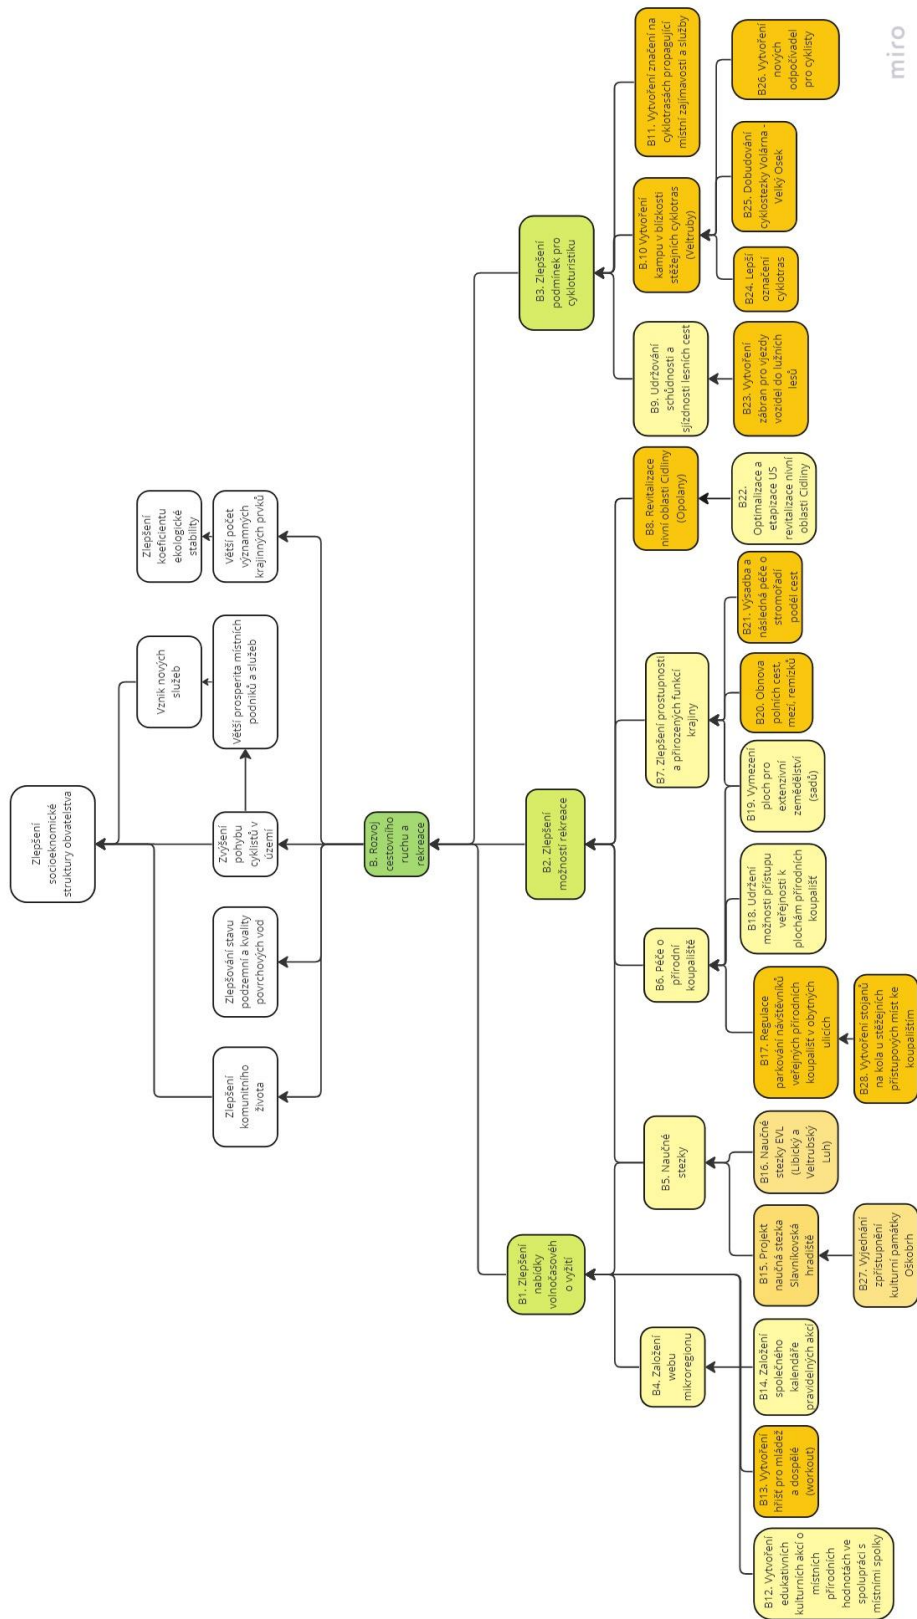 Zlepšení
socioeknomické
struktury obyvatelstva
Zlepšení
komunitního
života
Zlepšování stavu
podzemní a kvality
povrchových vod
Zvýšení
pohybu
cyklistů v
území
Vznik nových
služeb
Větší prosperita místních
podniků a služeb
Zlepšení
koeficientu
ekologické
stability
Větší počet
významných
krajinných prvků
B. Rozvoj
cestovního
ruchu a
rekreace
B1. Zlepšení
nabídky
volnočasovéh
o vyžití
B2. Zlepšení
možností rekreace
B3. Zlepšení
podmínek pro
cykloturistiku
B4. Založení
webu
mikroregionu
B5. Naučné
stezky
B6. Péče o
přírodní
koupaliště
B7. Zlepšení prostupnosti
a přirozených funkcí
krajiny
B8. Revitalizace
nivní oblasti Cidliny
(Opolany)
B9. Udržování
schůdnosti a
sjízdnosti lesních cest
B.10 Vytvoření
kampu v blízkosti
stěžejních cyklotras
(Veltruby)
B11. Vytvoření značení na
cyklotrasách propagující
místní zajímavosti a služby
B12. Vytvoření
edukativních
kulturních akcí o
místních
přírodních
hodnotách ve
spolupráci s
místními spolky
B13. Vytvoření
hřišť pro mládež
a dospělé
(workout)
B14. Založení
společného
kalendáře
pravidelných akcí
B15. Projekt
naučná stezka
Slavníkovská
hradiště
B16. Naučné
stezky EVL
(Libický a
Veltrubský
Luh)
B17. Regulace
parkování návštěvníků
veřejných přírodních
koupališť v obytných
ulicích
B18. Udržení
možnosti přístupu
veřejnosti k
plochám přírodních
koupališť
B19. Vymezení
ploch pro
extenzivní
zemědělství
(sadů)
B20. Obnova
polních cest,
mezí, remízků
B21. Výsadba a
následná péče o
stromořadí
podél cest
B22.
Optimalizace a
etapizace US
revitalizace nivní
oblasti Cidliny
B23. Vytvoření
zábran pro vjezdy
vozidel do lužních
lesů
B24. Lepší
označení
cyklotras
B25. Dobudování
cyklostezky Volárna -
Velký Osek
B26. Vytvoření
nových
odpočívadel
pro cyklisty
B27. Vyjednání
zpřístupnění
kulturní památky
Oškobrh
B28. Vytvoření stojanů
na kola u stěžejních
přístupových míst ke
koupalištím
miro